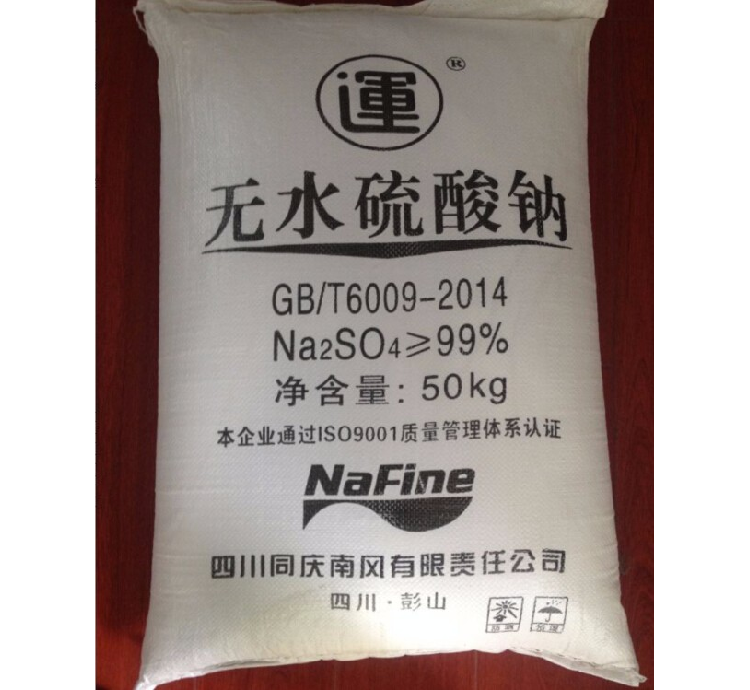 運
®
无水硫酸钠
GB/T6009-2014
Na₂SO₄≥99%
净含量: 50kg
本企业通过ISO9001质量管理体系认证
NaFine
四川同庆南风有限责任公司
四川·彭山